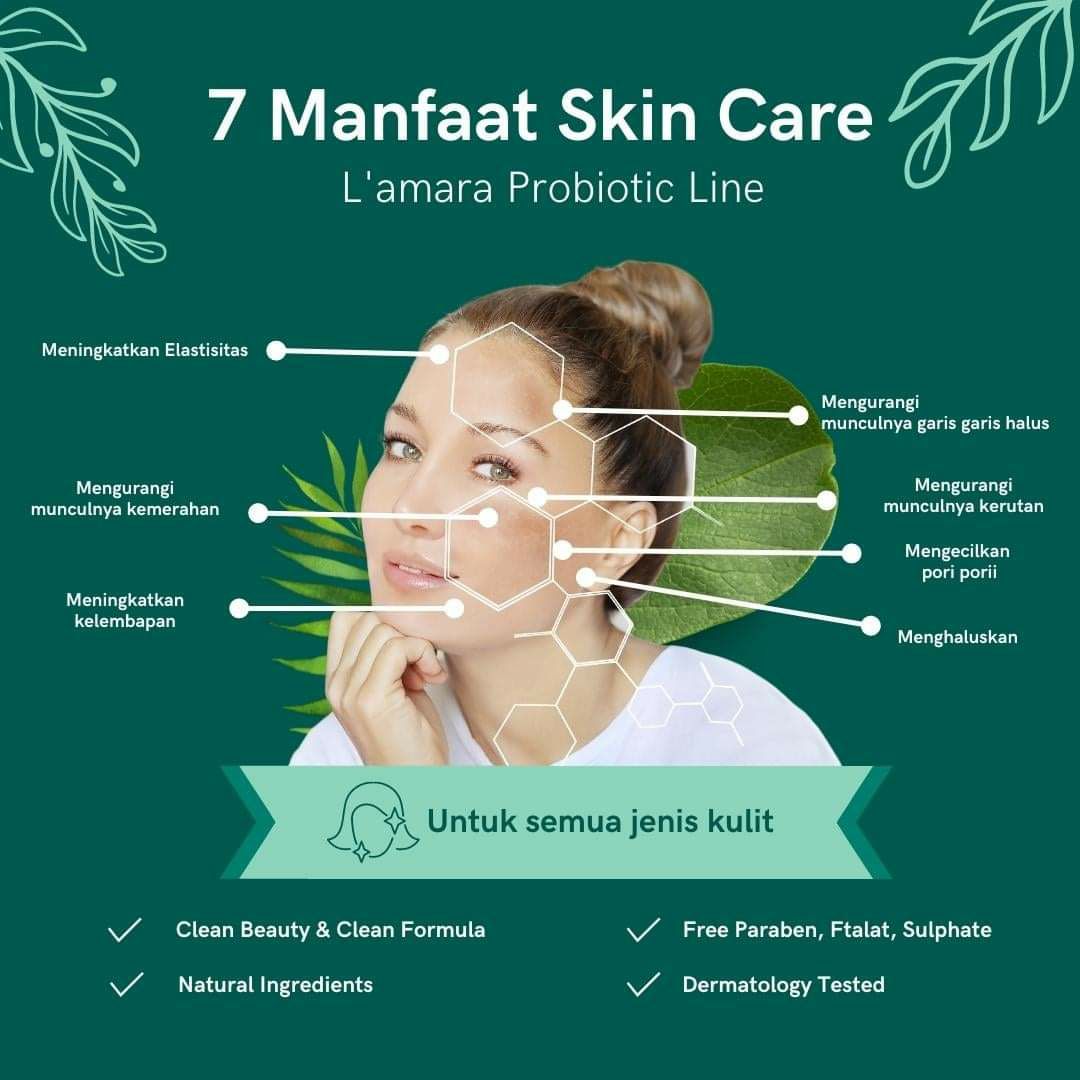 7 Manfaat Skin Care
L'amara Probiotic Line
Meningkatkan Elastisitas
Mengurangi
munculnya kemerahan
Meningkatkan
kelembapan
Mengurangi
munculnya garis garis halus
Mengurangi
munculnya kerutan
Mengecilkan
pori porii
Menghaluskan
Untuk semua jenis kulit
Clean Beauty & Clean Formula
Natural Ingredients
Free Paraben, Ftalat, Sulphate
Dermatology Tested